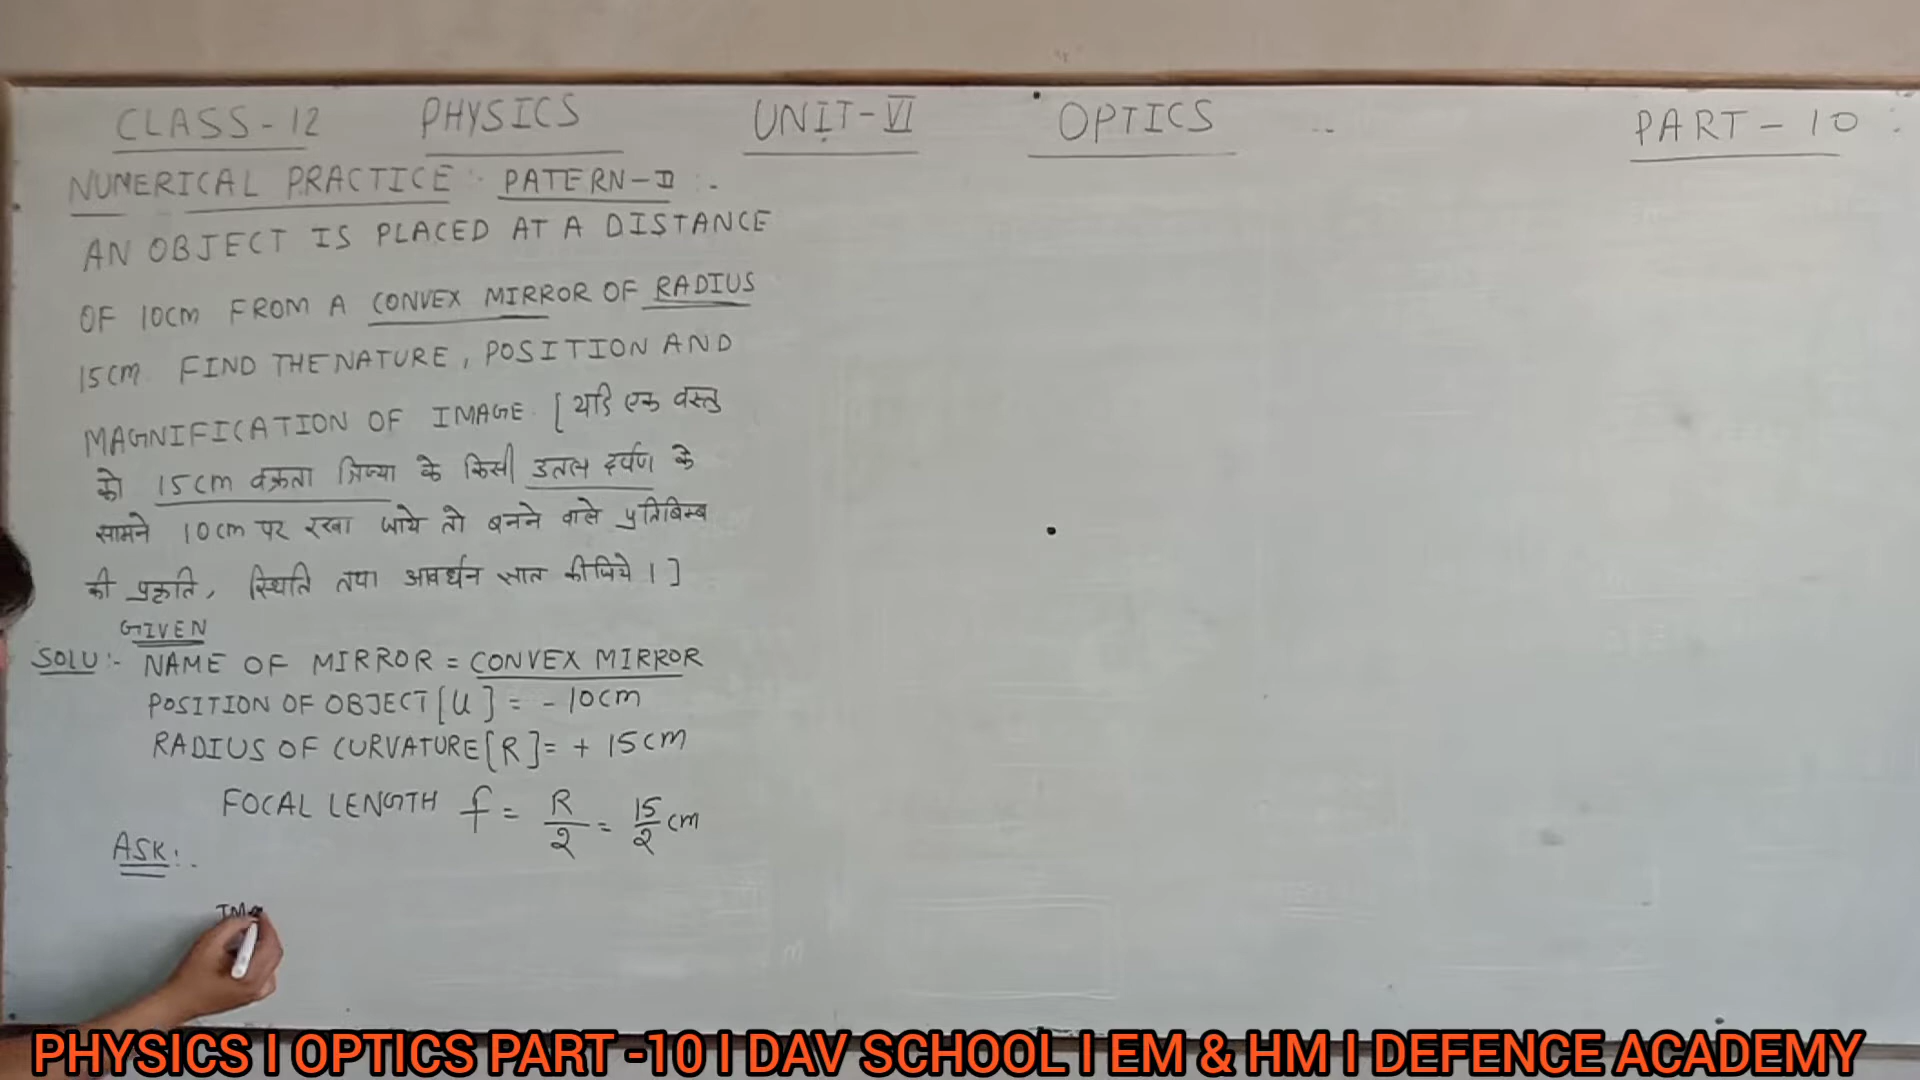 CLASS-12 PHYSICS UNIT-VI OPTICS PART-10
NUMERICAL PRACTICE :- PATERN-D :-
AN OBJECT IS PLACED AT A DISTANCE
OF 10CM FROM A CONVEX MIRROR OF RADIUS
15CM. FIND THE NATURE, POSITION AND
MAGNIFICATION OF IMAGE. [यदि एक वस्तु
को 15cm वक्रता त्रिज्या के किसी उतल दर्पण के
सामने 10cm पर रखा जाये तो बनने वाले प्रतिबिम्ब
की प्रकृति, स्थिति तथा आवर्धन ज्ञात कीजिये।]
GIVEN
SOLU:- NAME OF MIRROR = CONVEX MIRROR
POSITION OF OBJECT [U] = -10CM
RADIUS OF CURVATURE [R] = + 15CM
FOCAL LENGTH f = R/2 = 15/2 cm
ASK:-
IMA
PHYSICS I OPTICS PART -10 I DAV SCHOOL I EM & HM I DEFENCE ACADEMY